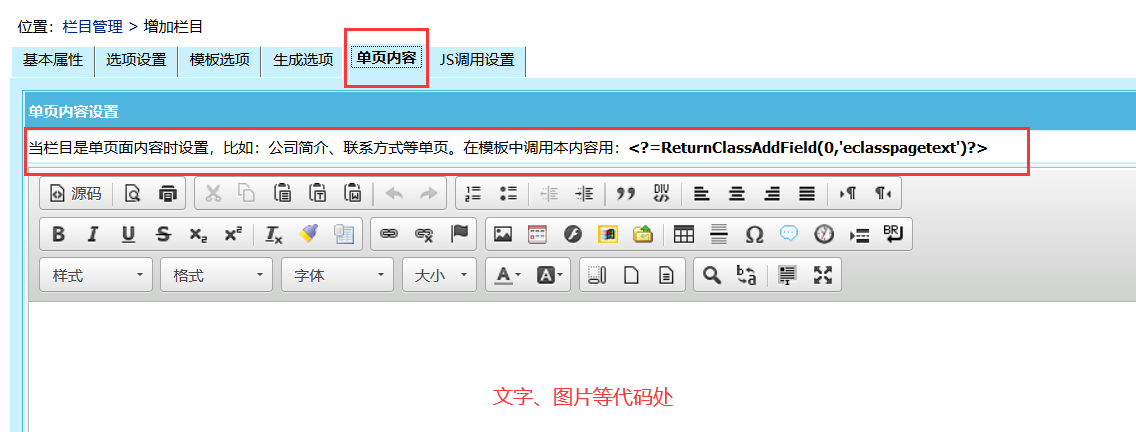 位置：栏目管理 > 增加栏目
基本属性 选项设置 模板选项 生成选项 单页内容 JS调用设置
单页内容设置
当栏目是单页面内容时设置，比如：公司简介、联系方式等单页。在模板中调用本内容用：<?=ReturnClassAddField(0,'eclasspagetext')?>
源码 DIV
B I U S x₂ x² Tx Ω BR
样式 格式 字体 大小 A A
文字、图片等代码处